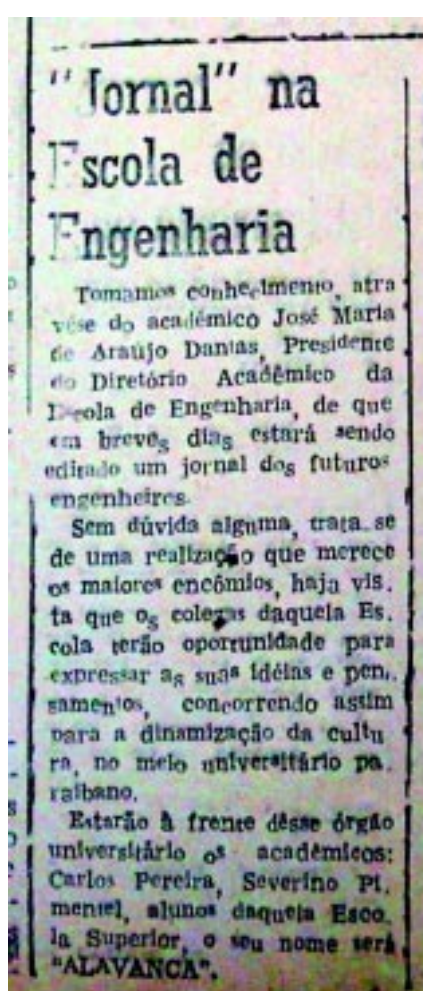 "Jornal" na
Escola de
Engenharia
Tomamos conhecimento, atra
vése do acadêmico José Maria
de Araújo Dantas, Presidente
do Diretório Acadêmico da
Escola de Engenharia, de que
em breves dias estará sendo
editado um jornal dos futuros
engenheires.
Sem dúvida alguma, trata.se
de uma realização que merece
os maiores encômios, haja vis.
ta que os colegas daquela Es.
cola terão oportunidade para
expressar as suas idéias e pen.
samentos, concorrendo assim
para a dinamização da cultu
ra, no meio universitário pa.
raibano.
Estarão à frente dêsse órgão
universitário os acadêmicos:
Carlos Pereira, Severino Pi.
mentel, alunos daquela Esco
la Superior, o seu nome será
"ALAVANCA".